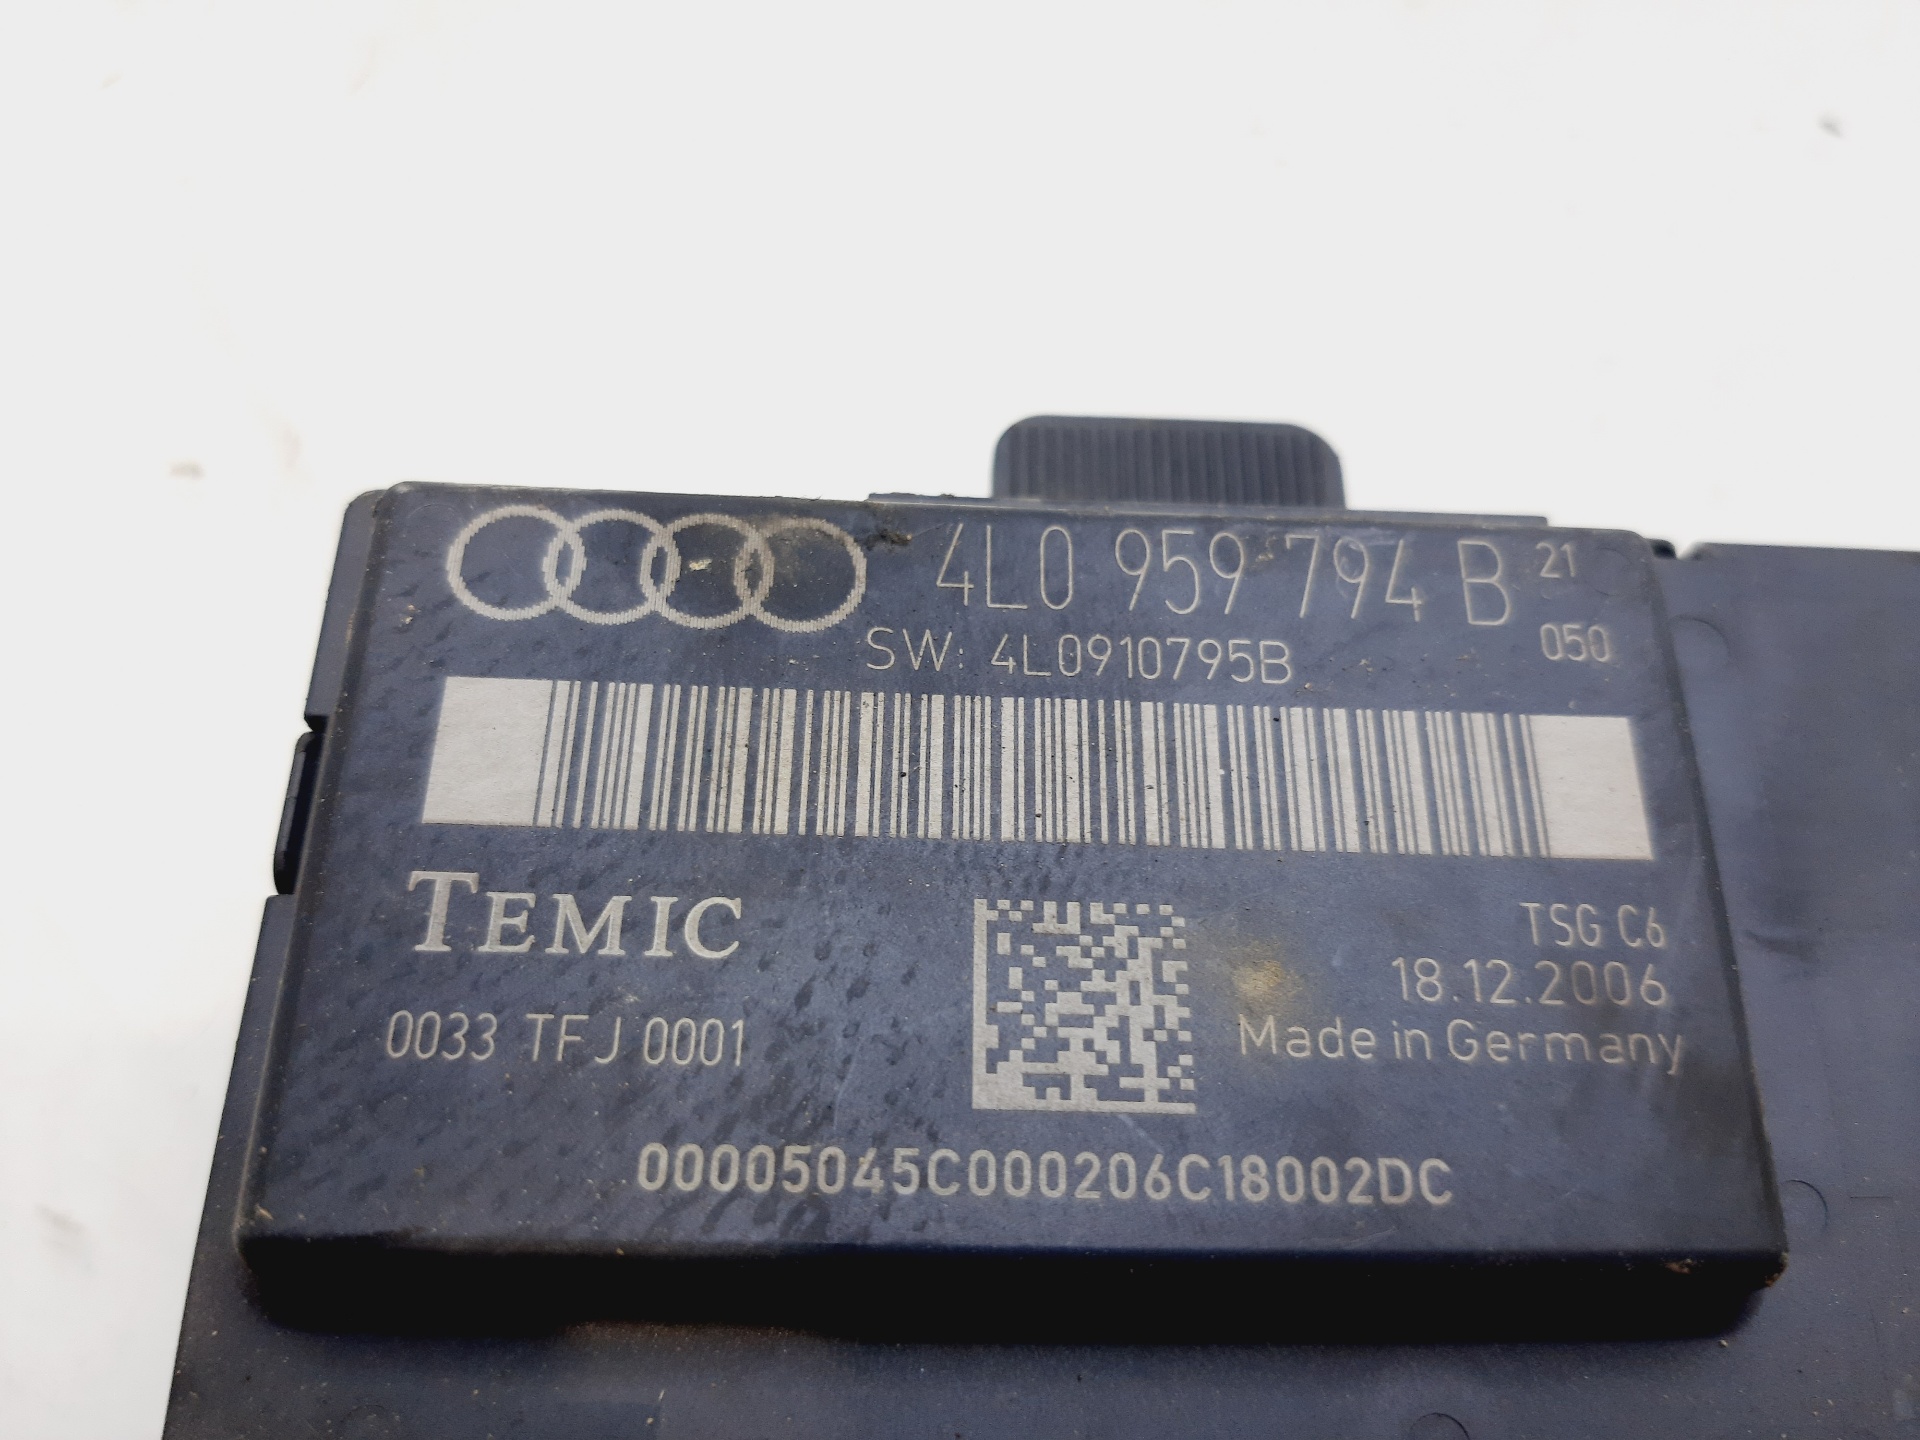 4L0 959 794 B 21
SW: 4L0910795B 050
TEMIC
TSG C6
18.12.2006
0033 TFJ 0001
Made in Germany
00005045C000206C18002DC